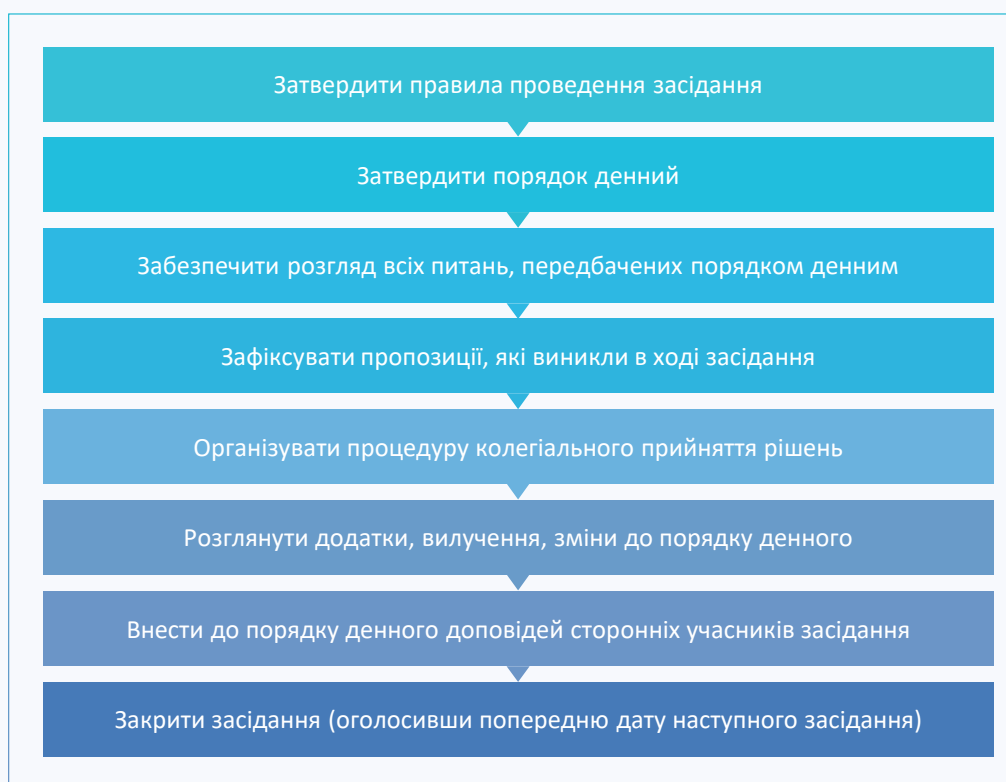 Затвердити правила проведення засідання
Затвердити порядок денний
Забезпечити розгляд всіх питань, передбачених порядком денним
Зафіксувати пропозиції, які виникли в ході засідання
Організувати процедуру колегіального прийняття рішень
Розглянути додатки, вилучення, зміни до порядку денного
Внести до порядку денного доповідей сторонніх учасників засідання
Закрити засідання (оголосивши попередню дату наступного засідання)